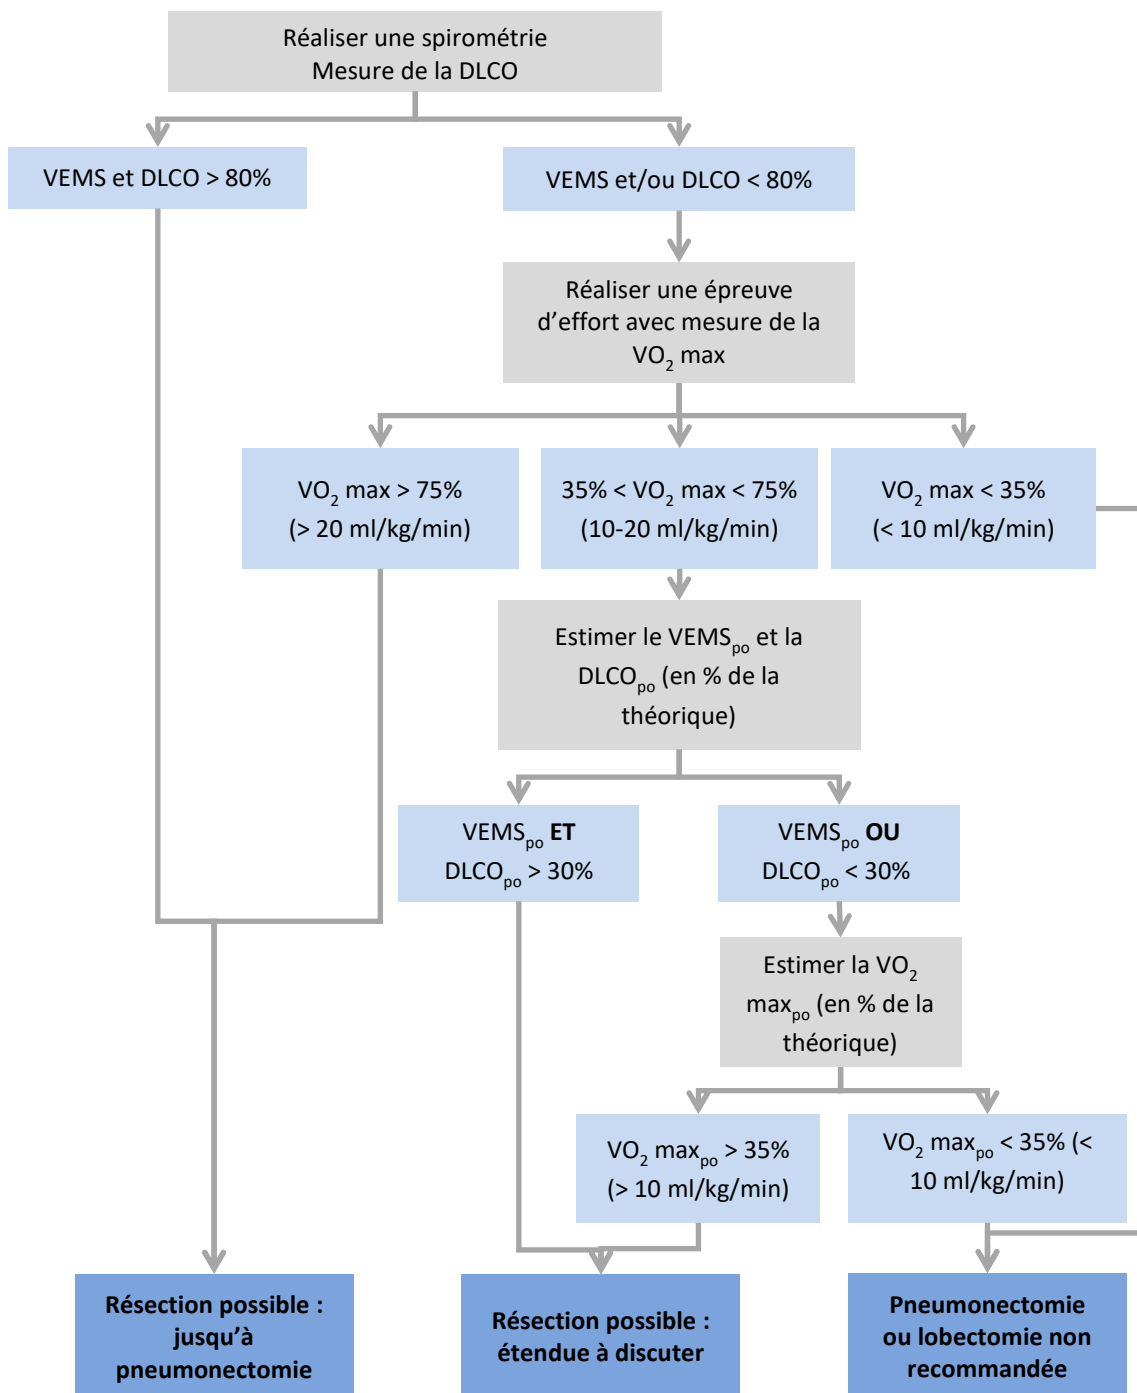 Réaliser une spirométrie
Mesure de la DLCO
VEMS et DLCO > 80%
VEMS et/ou DLCO < 80%
Réaliser une épreuve
d’effort avec mesure de la
VO₂ max
VO₂ max > 75%
(> 20 ml/kg/min)
35% < VO₂ max < 75%
(10-20 ml/kg/min)
VO₂ max < 35%
(< 10 ml/kg/min)
Estimer le VEMSpo et la
DLCOpo (en % de la
théorique)
VEMSpo ET
DLCOpo > 30%
VEMSpo OU
DLCOpo < 30%
Estimer la VO₂
maxpo (en % de la
théorique)
VO₂ maxpo > 35%
(> 10 ml/kg/min)
VO₂ maxpo < 35% (<
10 ml/kg/min)
Résection possible :
jusqu’à
pneumonectomie
Résection possible :
étendue à discuter
Pneumonectomie
ou lobectomie non
recommandée